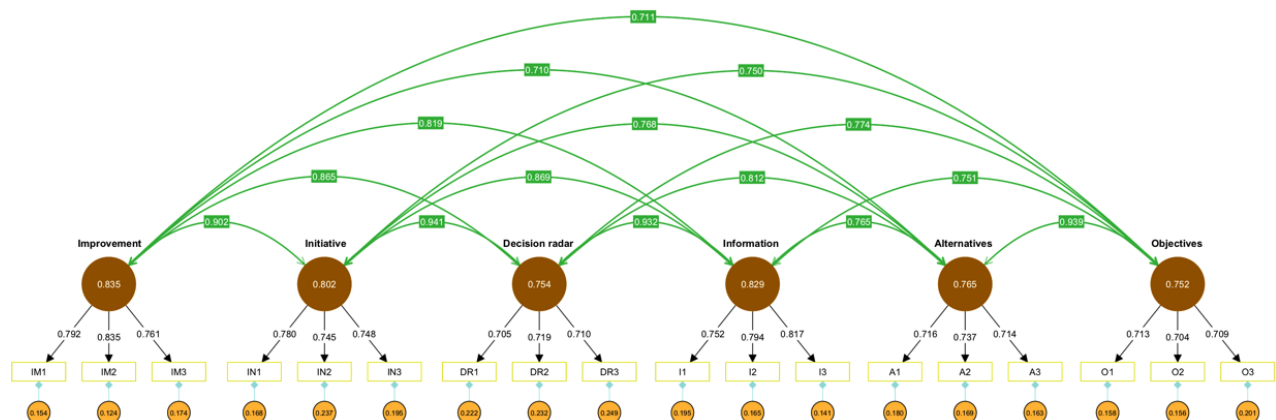 0.711
0.710 0.750
0.819 0.768 0.774
0.865 0.869 0.812 0.751
0.902 0.941 0.932 0.765 0.939
Improvement Initiative Decision radar Information Alternatives Objectives
0.835 0.802 0.754 0.829 0.765 0.752
0.792 0.835 0.761 0.780 0.745 0.748 0.705 0.719 0.710 0.752 0.794 0.817 0.716 0.737 0.714 0.713 0.704 0.709
IM1 IM2 IM3 IN1 IN2 IN3 DR1 DR2 DR3 I1 I2 I3 A1 A2 A3 O1 O2 O3
0.154 0.124 0.174 0.168 0.237 0.195 0.222 0.232 0.249 0.195 0.165 0.141 0.180 0.169 0.163 0.158 0.156 0.201